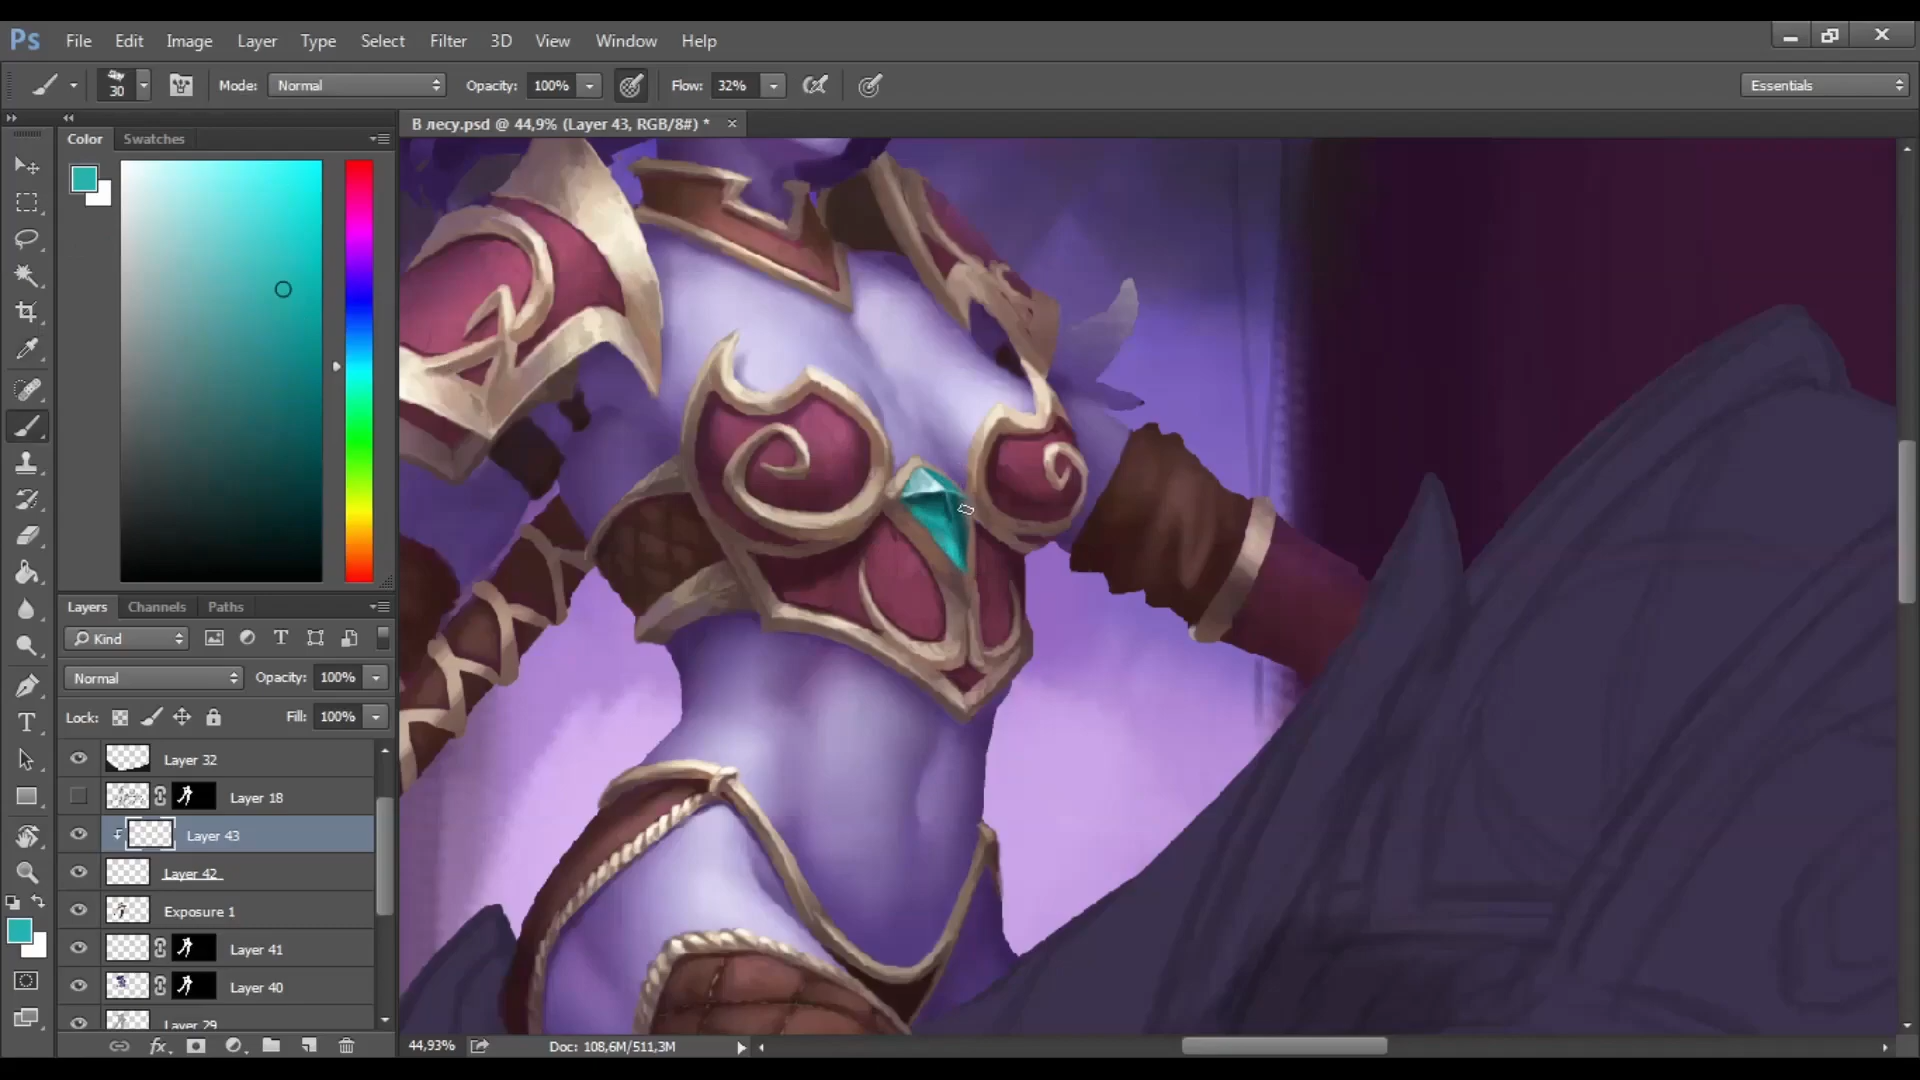 Ps File Edit Image Layer Type Select Filter 3D View Window Help
30 Mode: Normal Opacity: 100% Flow: 32% Essentials
В лесу.psd @ 44,9% (Layer 43, RGB/8#) *
Color Swatches
Layers Channels Paths
Kind
Normal Opacity: 100%
Lock: Fill: 100%
Layer 32
Layer 18
Layer 43
Layer 42
Exposure 1
Layer 41
Layer 40
Layer 29
fx
44,93% Doc: 108,6M/511,3M